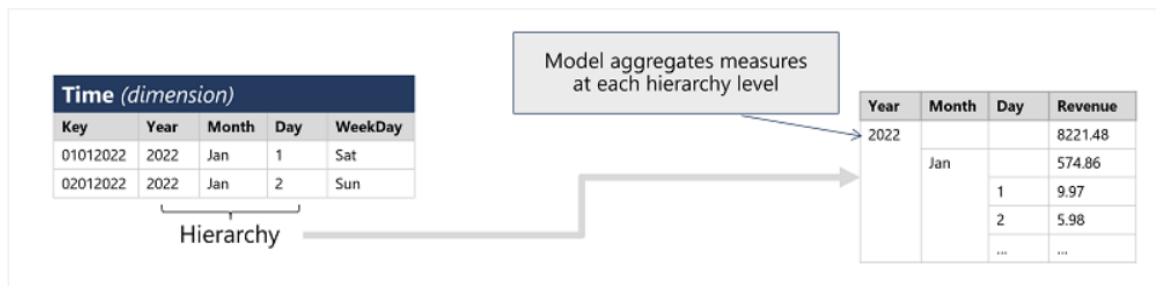 Model aggregates measures
at each hierarchy level
Time (dimension)
Key Year Month Day WeekDay
01012022 2022 Jan 1 Sat
02012022 2022 Jan 2 Sun
Hierarchy
Year Month Day Revenue
2022 8221.48
Jan 574.86
1 9.97
2 5.98
... ...